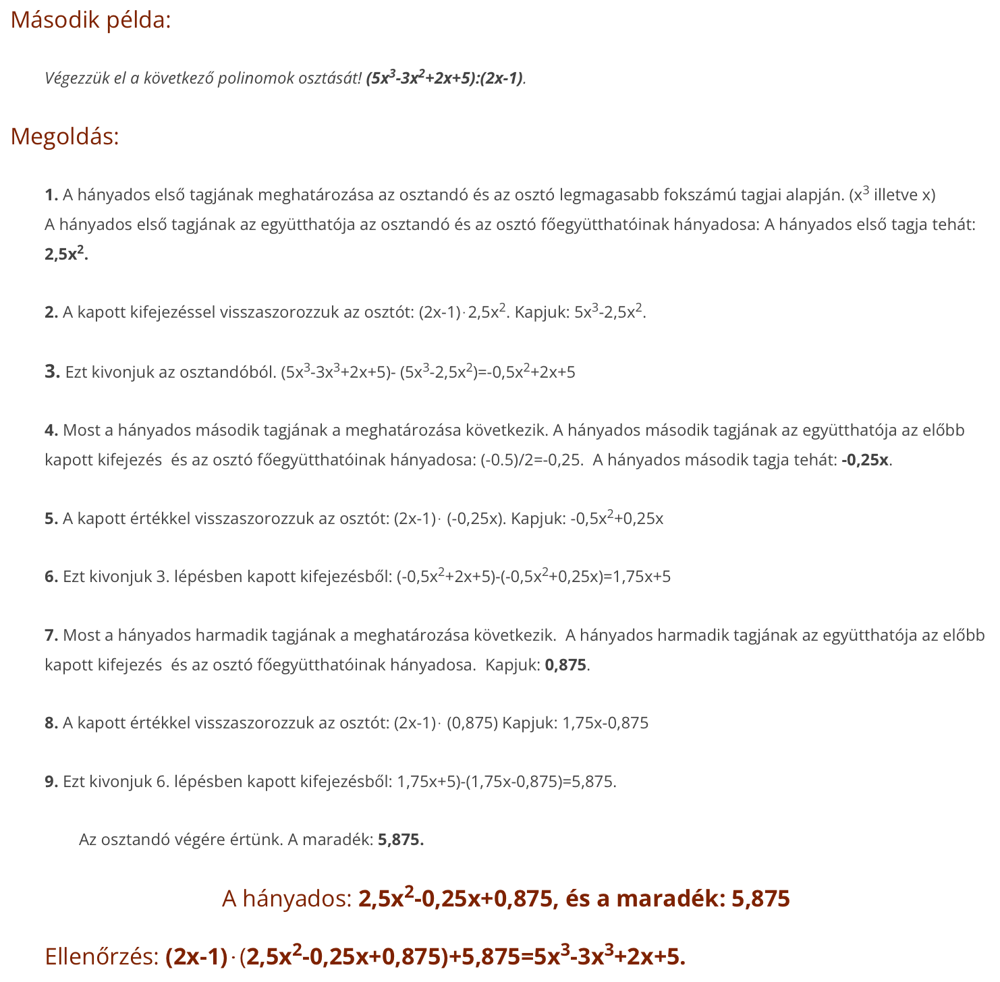 Második példa:
Végezzük el a következő polinomok osztását! (5x³-3x²+2x+5):(2x-1).
Megoldás:
1. A hányados első tagjának meghatározása az osztandó és az osztó legmagasabb fokszámú tagjai alapján. (x³ illetve x)
A hányados első tagjának az együtthatója az osztandó és az osztó főegyütthatóinak hányadosa: A hányados első tagja tehát:
2,5x².
2. A kapott kifejezéssel visszaszorozzuk az osztót: (2x-1)·2,5x². Kapjuk: 5x³-2,5x².
3. Ezt kivonjuk az osztandóból. (5x³-3x³+2x+5)- (5x³-2,5x²)=-0,5x²+2x+5
4. Most a hányados második tagjának a meghatározása következik. A hányados második tagjának az együtthatója az előbb
kapott kifejezés  és az osztó főegyütthatóinak hányadosa: (-0.5)/2=-0,25.  A hányados második tagja tehát: -0,25x.
5. A kapott értékkel visszaszorozzuk az osztót: (2x-1)· (-0,25x). Kapjuk: -0,5x²+0,25x
6. Ezt kivonjuk 3. lépésben kapott kifejezésből: (-0,5x²+2x+5)-(-0,5x²+0,25x)=1,75x+5
7. Most a hányados harmadik tagjának a meghatározása következik.  A hányados harmadik tagjának az együtthatója az előbb
kapott kifejezés  és az osztó főegyütthatóinak hányadosa.  Kapjuk: 0,875.
8. A kapott értékkel visszaszorozzuk az osztót: (2x-1)· (0,875) Kapjuk: 1,75x-0,875
9. Ezt kivonjuk 6. lépésben kapott kifejezésből: 1,75x+5)-(1,75x-0,875)=5,875.
Az osztandó végére értünk. A maradék: 5,875.
A hányados: 2,5x²-0,25x+0,875, és a maradék: 5,875
Ellenőrzés: (2x-1)·(2,5x²-0,25x+0,875)+5,875=5x³-3x³+2x+5.